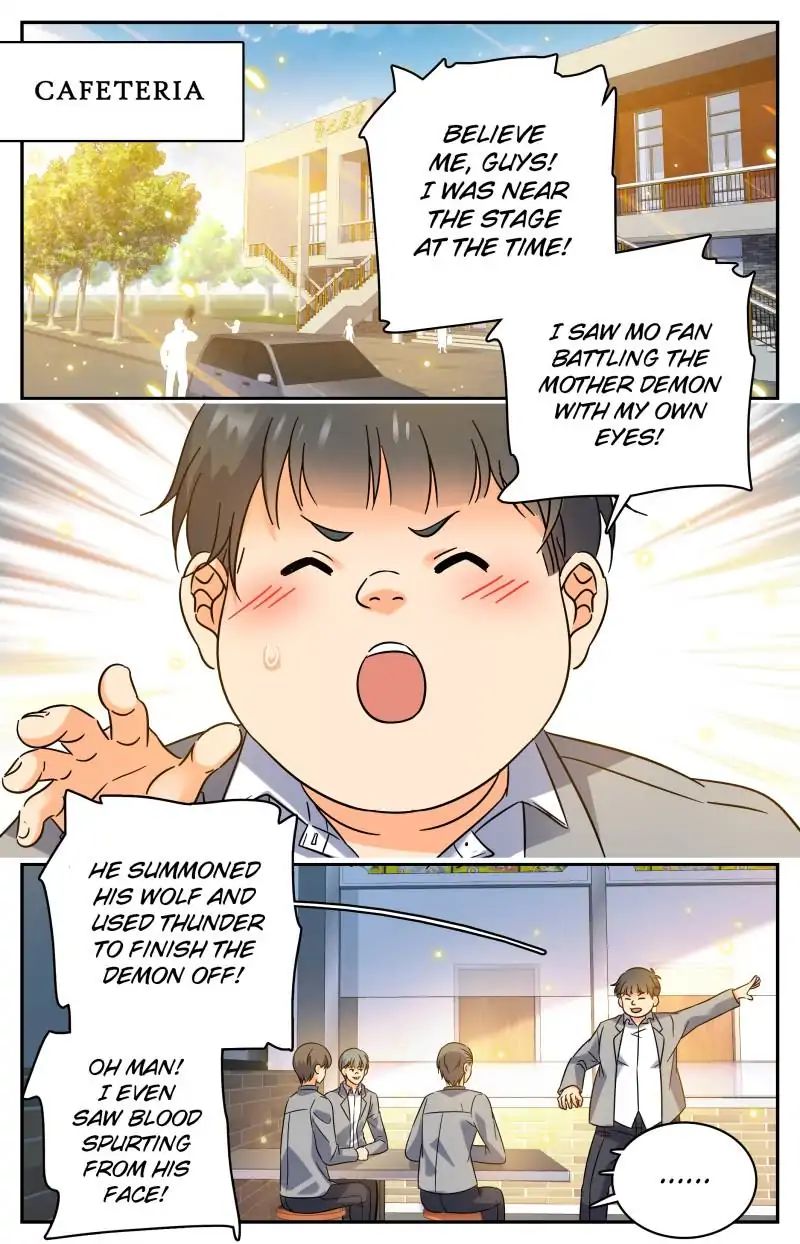 CAFETERIA
BELIEVE
ME, GUYS!
I WAS NEAR
THE STAGE
AT THE TIME!
I SAW MO FAN
BATTLING THE
MOTHER DEMON
WITH MY OWN
EYES!
HE SUMMONED
HIS WOLF AND
USED THUNDER
TO FINISH THE
DEMON OFF!
OH MAN!
I EVEN
SAW BLOOD
SPURTING
FROM HIS
FACE!
......